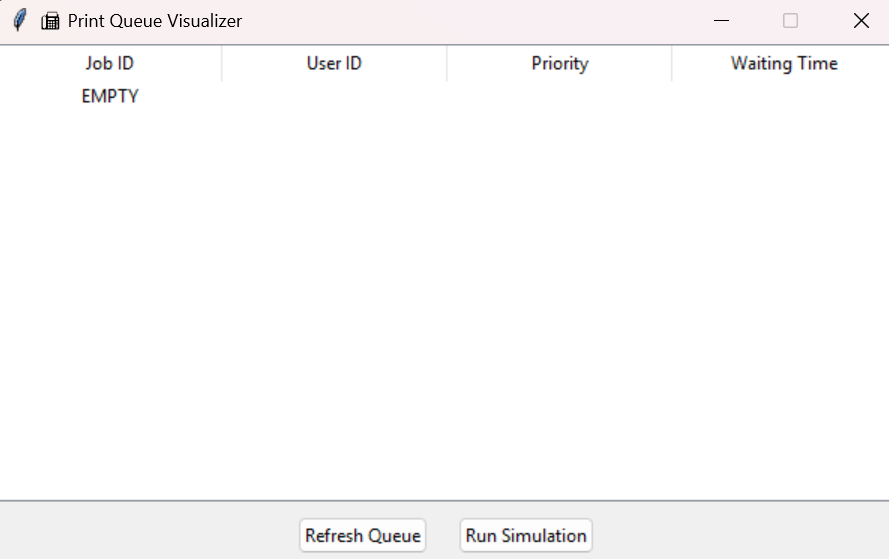 Print Queue Visualizer
Job ID User ID Priority Waiting Time
EMPTY
Refresh Queue Run Simulation